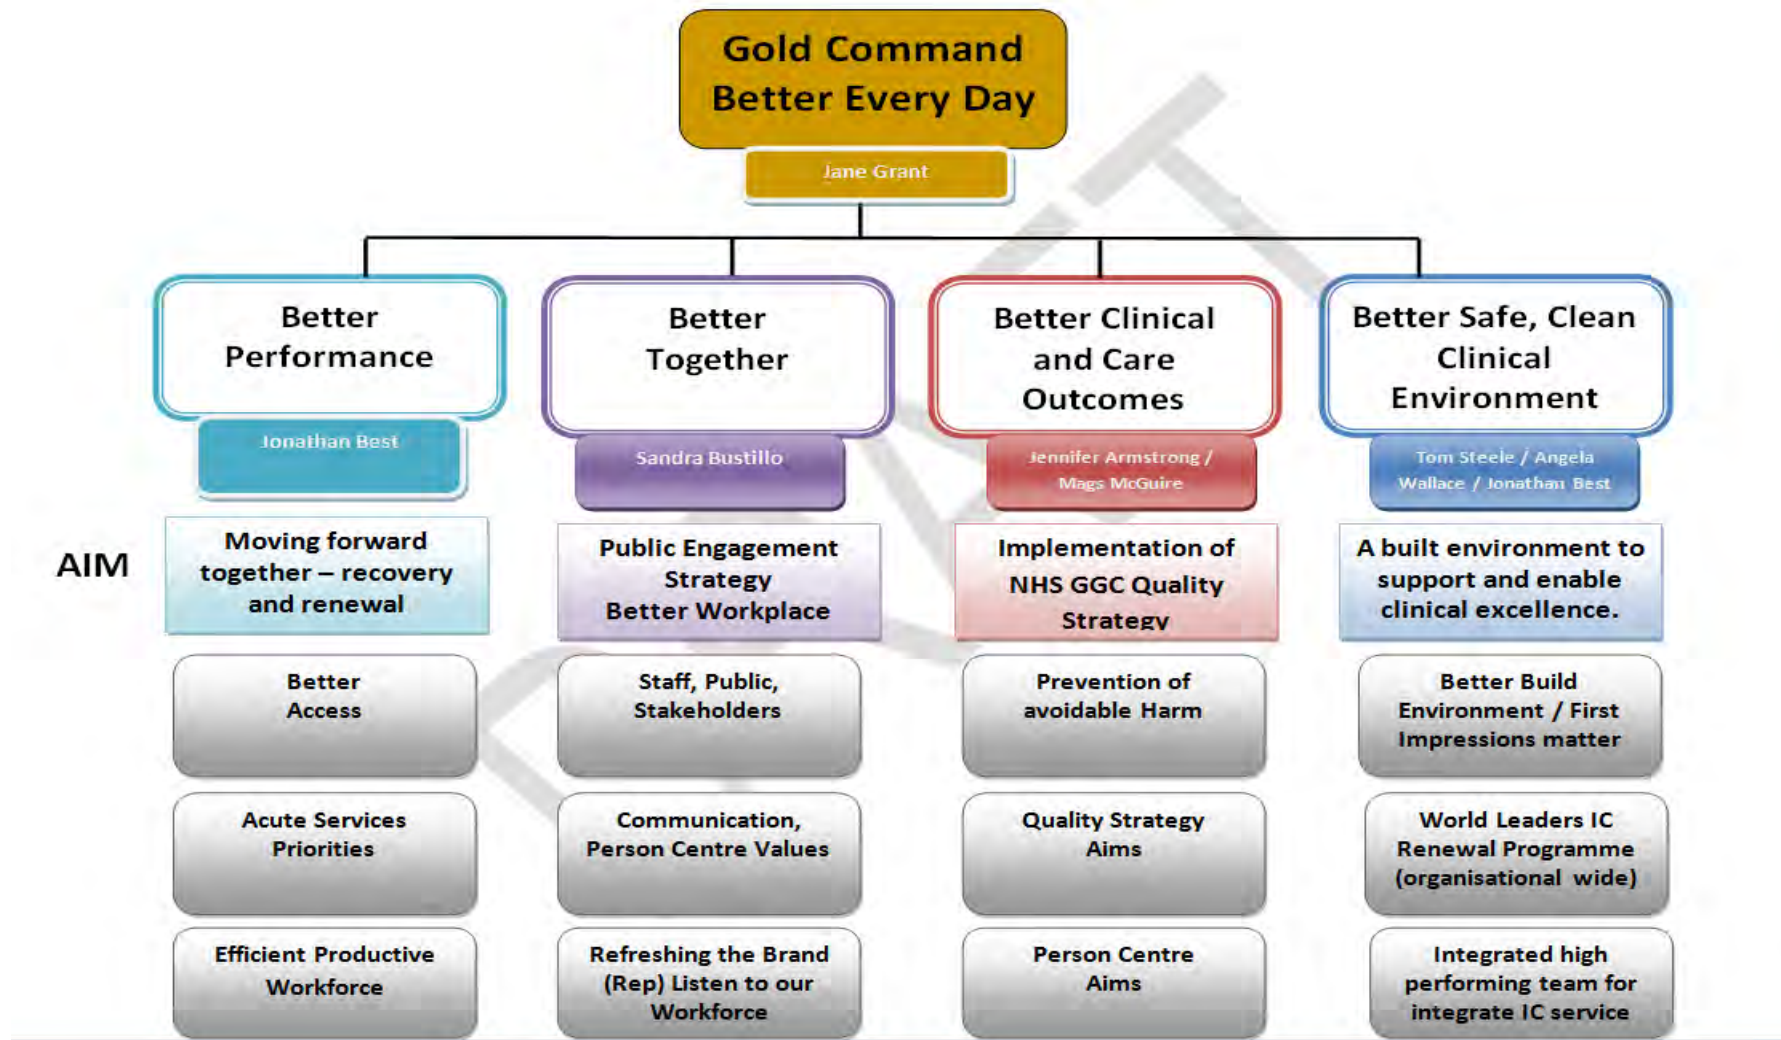 Gold Command
Better Every Day
Jane Grant
Better
Performance
Jonathan Best
Better
Together
Sandra Bustillo
Better Clinical
and Care
Outcomes
Jennifer Armstrong /
Mags McGuire
Better Safe, Clean
Clinical
Environment
Tom Steele / Angela
Wallace / Jonathan Best
AIM
Moving forward
together – recovery
and renewal
Public Engagement
Strategy
Better Workplace
Implementation of
NHS GGC Quality
Strategy
A built environment to
support and enable
clinical excellence.
Better
Access
Staff, Public,
Stakeholders
Prevention of
avoidable Harm
Better Build
Environment / First
Impressions matter
Acute Services
Priorities
Communication,
Person Centre Values
Quality Strategy
Aims
World Leaders IC
Renewal Programme
(organisational wide)
Efficient Productive
Workforce
Refreshing the Brand
(Rep) Listen to our
Workforce
Person Centre
Aims
Integrated high
performing team for
integrate IC service